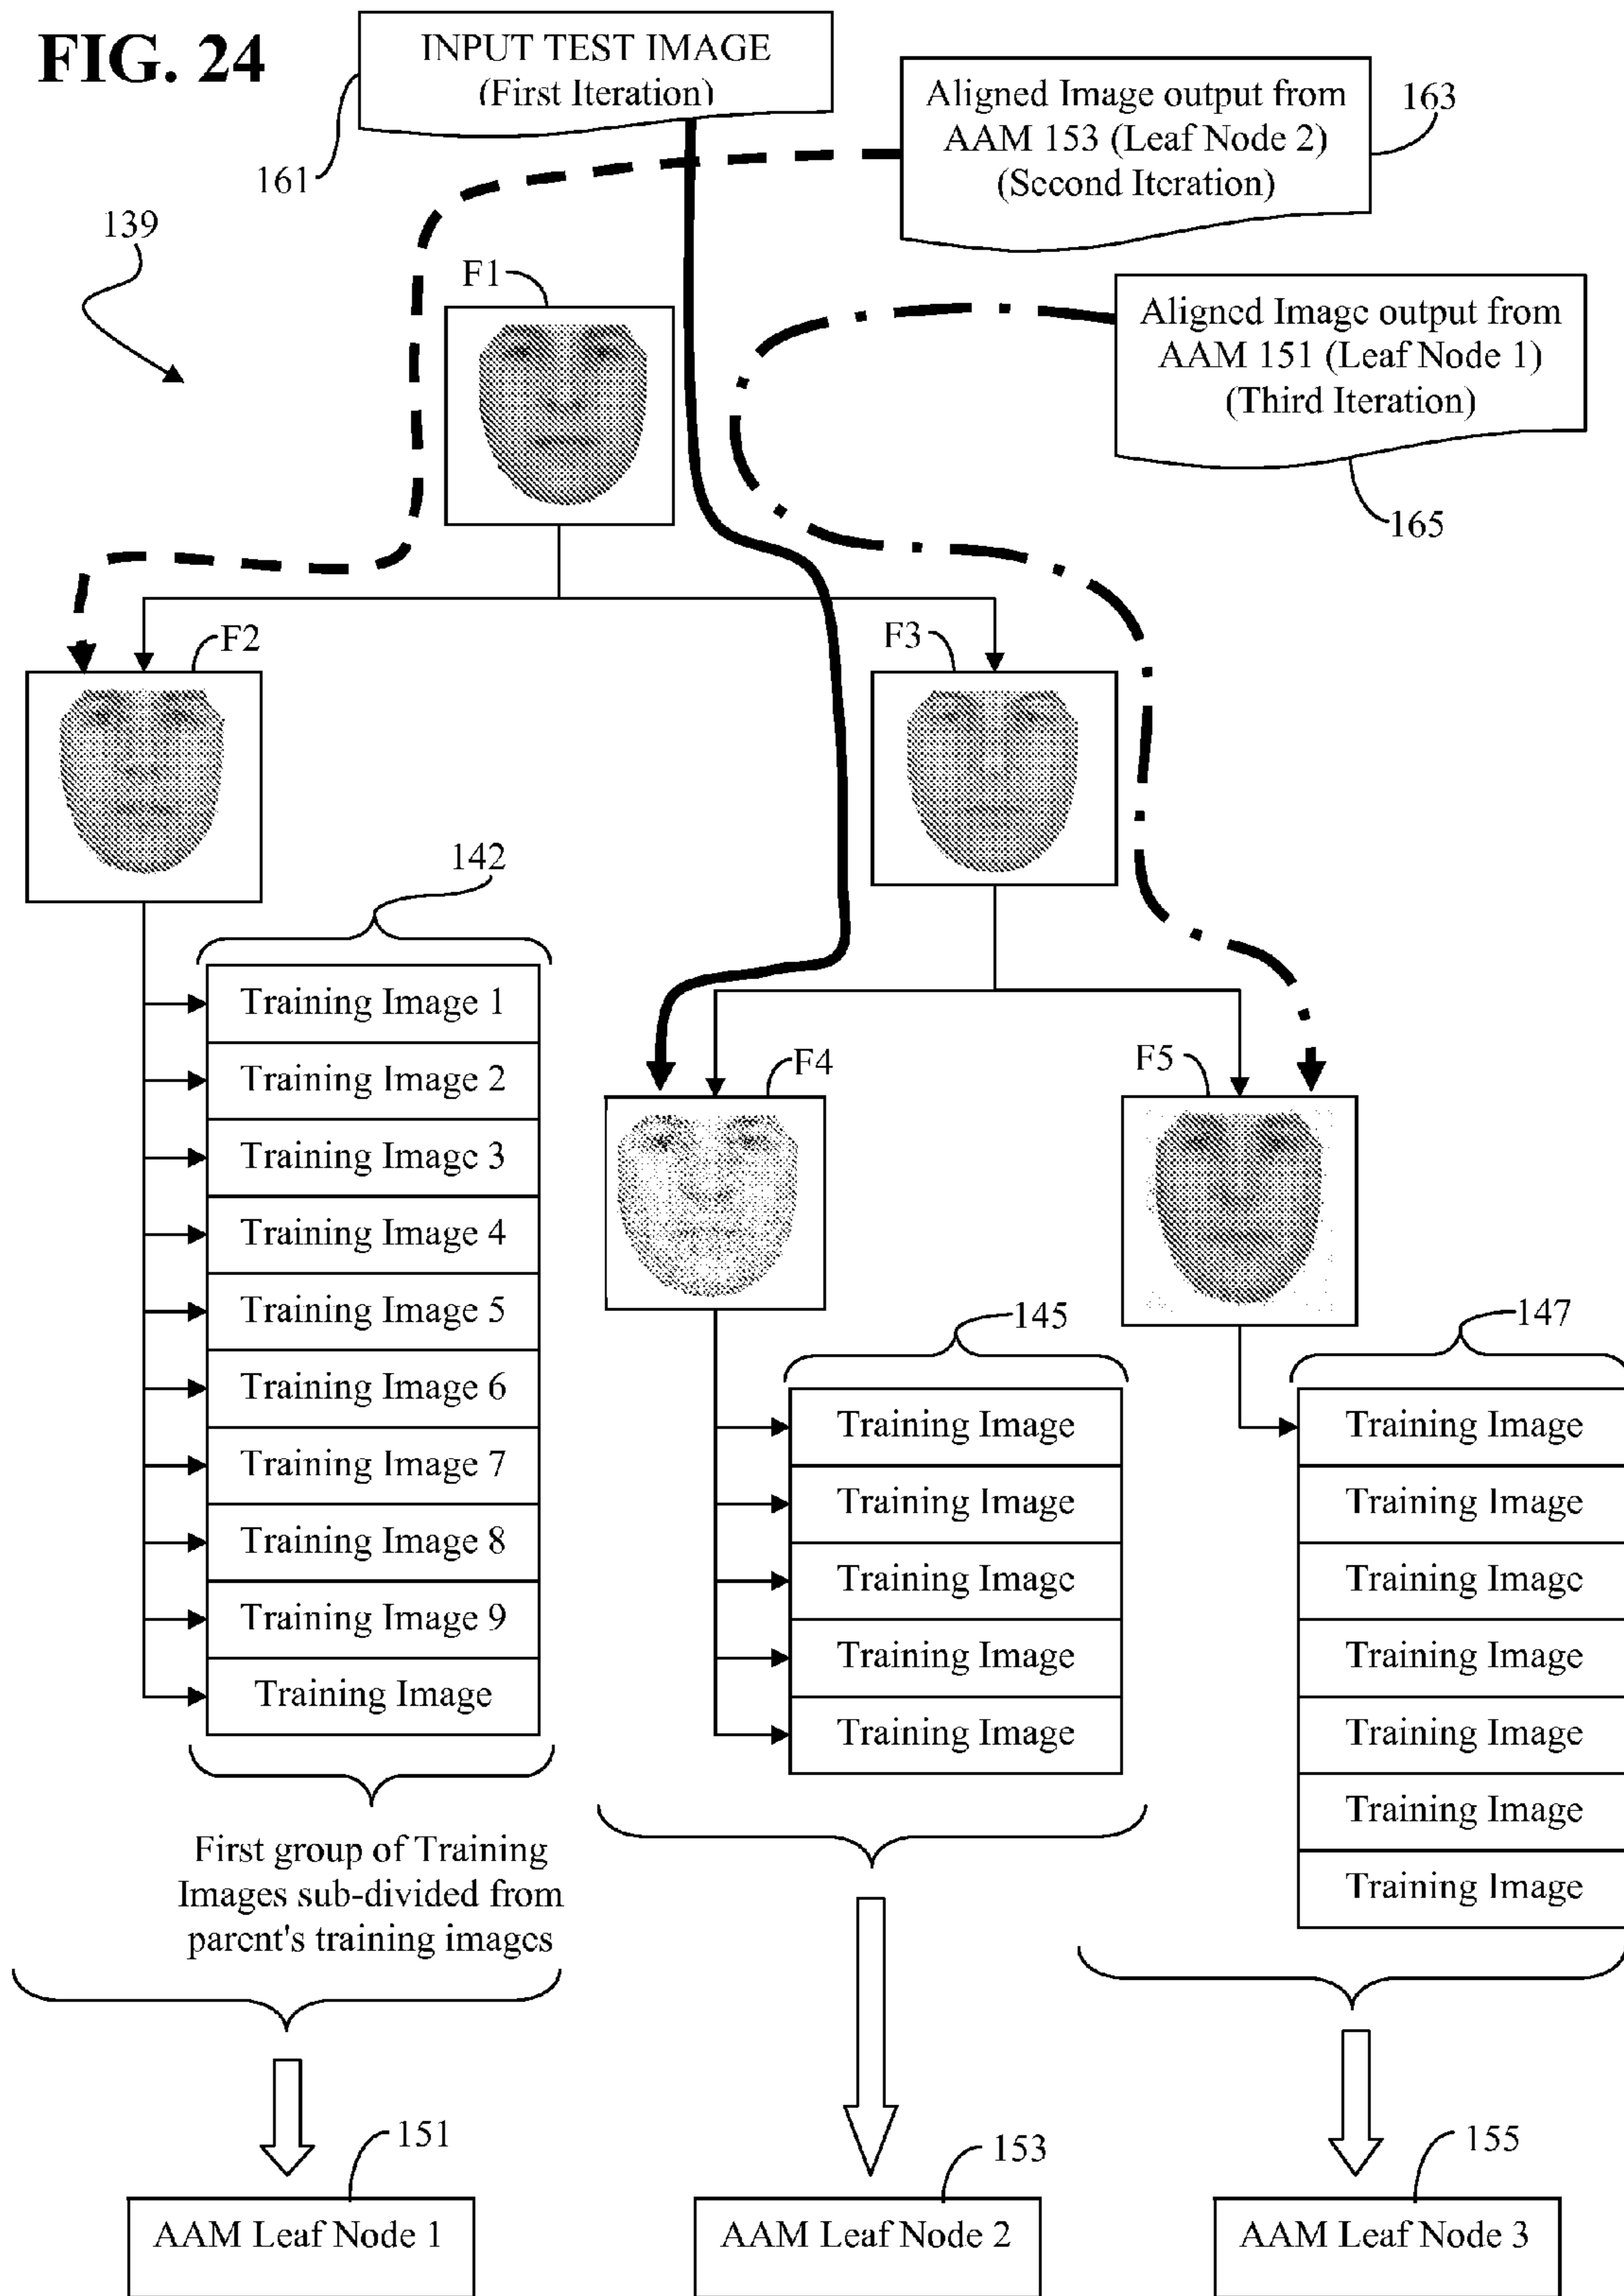 FIG. 24
INPUT TEST IMAGE
(First Iteration)
161
Aligned Image output from
AAM 153 (Leaf Node 2)
(Second Iteration)
163
139
F1
Aligned Image output from
AAM 151 (Leaf Node 1)
(Third Iteration)
165
F2
F3
142
Training Image 1
Training Image 2
Training Image 3
Training Image 4
Training Image 5
Training Image 6
Training Image 7
Training Image 8
Training Image 9
Training Image
First group of Training
Images sub-divided from
parent's training images
F4
F5
145
Training Image
Training Image
Training Image
Training Image
Training Image
147
Training Image
Training Image
Training Image
Training Image
Training Image
Training Image
Training Image
151
AAM Leaf Node 1
153
AAM Leaf Node 2
155
AAM Leaf Node 3